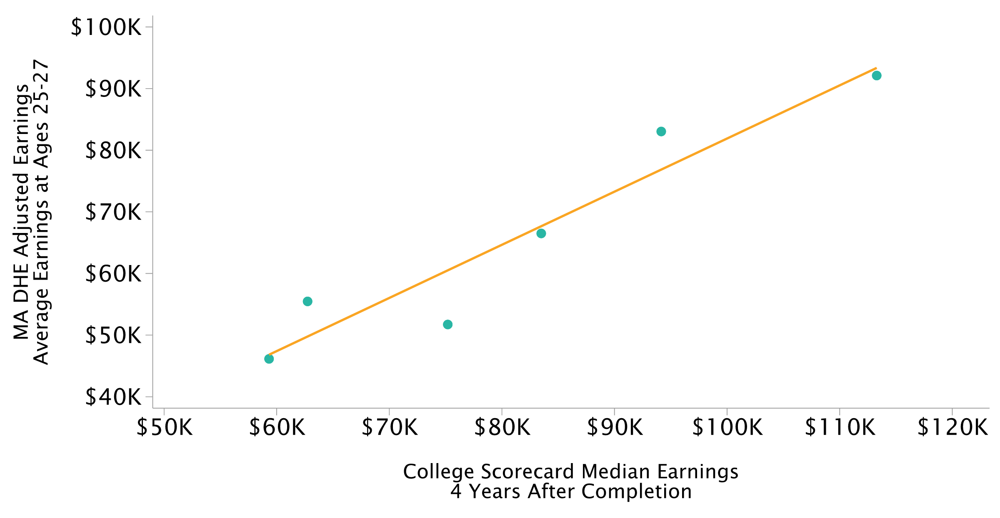 MA DHE Adjusted Earnings
Average Earnings at Ages 25-27
$100K
$90K
$80K
$70K
$60K
$50K
$40K
$50K $60K $70K $80K $90K $100K $110K $120K
College Scorecard Median Earnings
4 Years After Completion